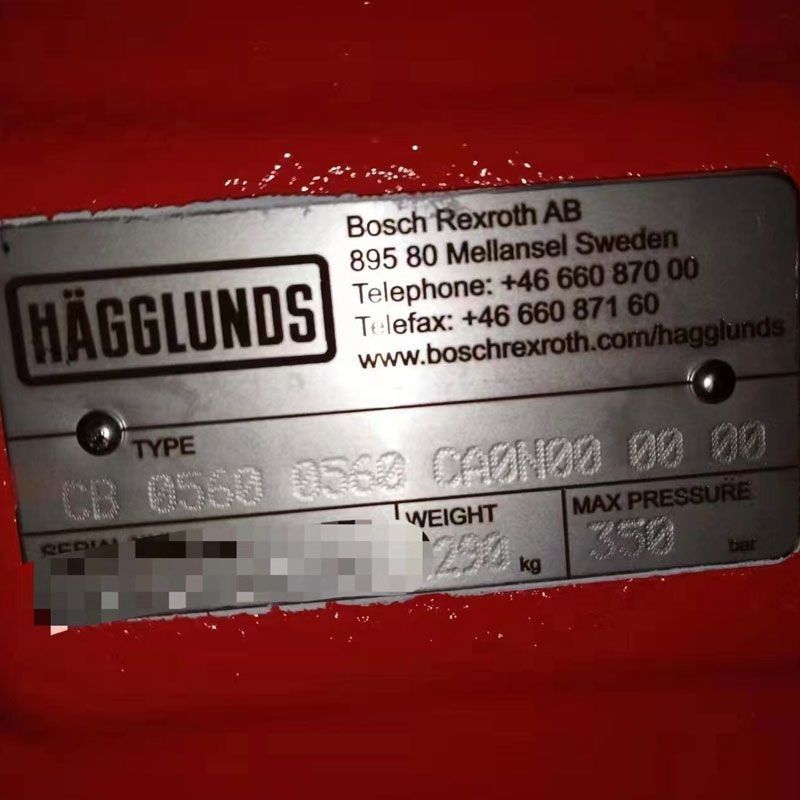 HÄGGLUNDS
Bosch Rexroth AB
895 80 Mellansel Sweden
Telephone: +46 660 870 00
Telefax: +46 660 871 60
www.boschrexroth.com/hagglunds
TYPE
CB 0560 0560 CA0N00 00 00
WEIGHT
290 kg
MAX PRESSURE
350 bar